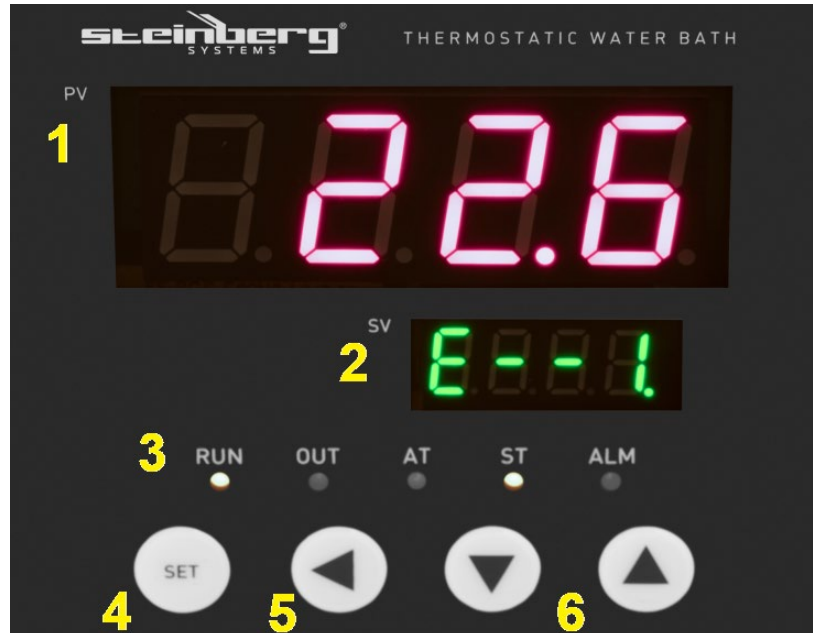 steinberg®
SYSTEMS
THERMOSTATIC WATER BATH
PV
1
22.6
SV
2
E--1.
3
RUN OUT AT ST ALM
SET
4 5 6